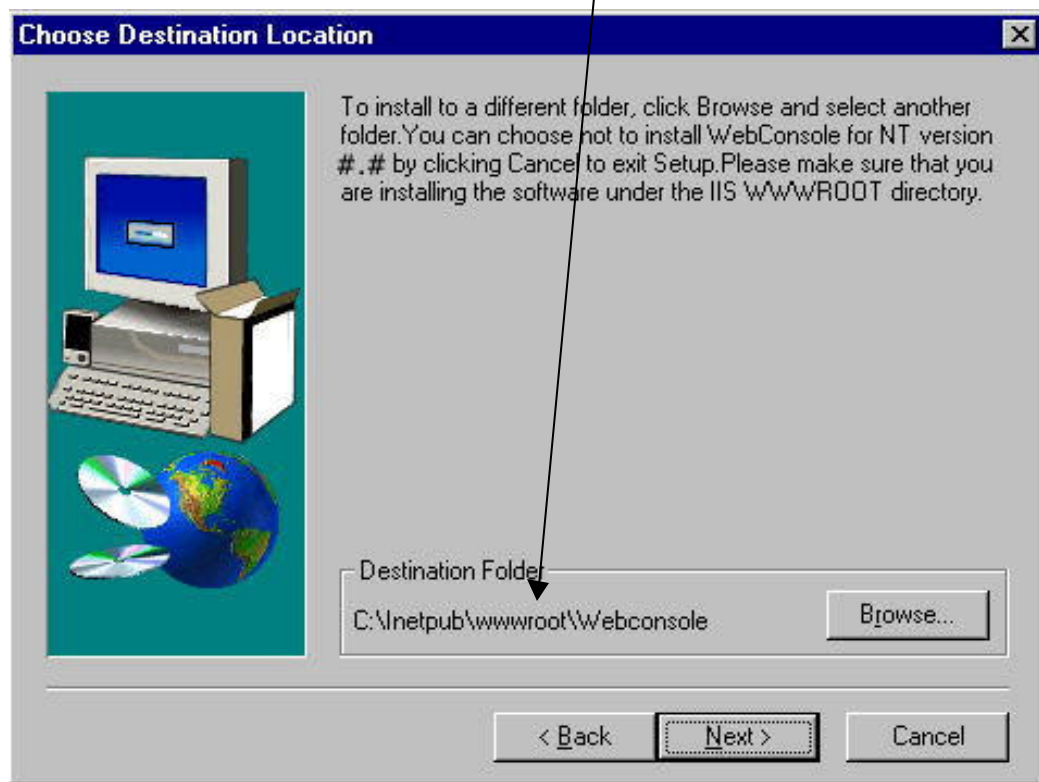 Choose Destination Location
To install to a different folder, click Browse and select another
folder.You can choose not to install WebConsole for NT version
#.# by clicking Cancel to exit Setup.Please make sure that you
are installing the software under the IIS WWWROOT directory.
Destination Folder
C:\Inetpub\wwwroot\Webconsole
Browse...
< Back
Next >
Cancel